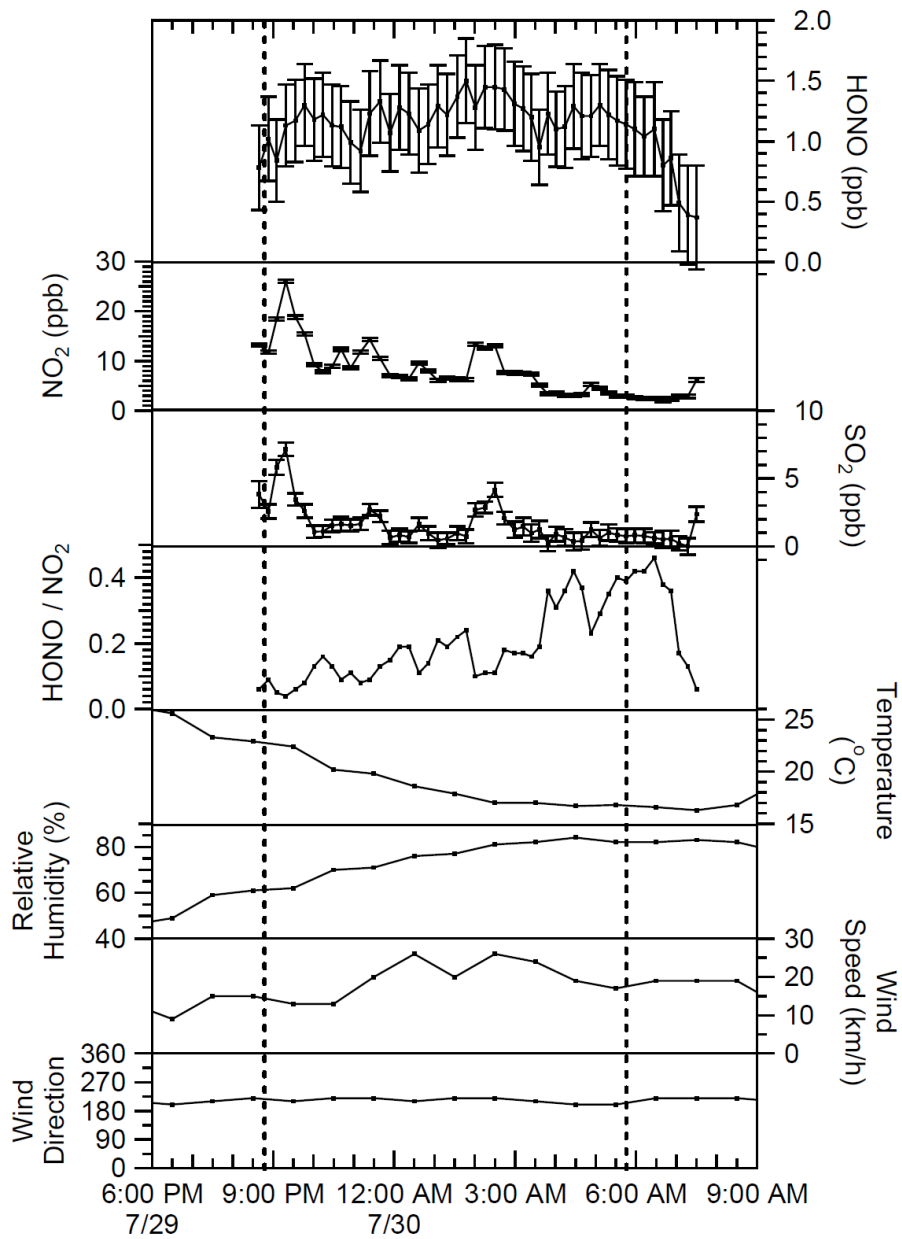 2.0
1.5
1.0
0.5
0.0
HONO (ppb)
30
20
10
0
NO₂ (ppb)
10
5
0
SO₂ (ppb)
0.4
0.2
0.0
HONO / NO₂
25
20
15
Temperature
(°C)
80
60
40
Relative
Humidity (%)
30
20
10
0
Wind
Speed (km/h)
360
270
180
90
0
Wind
Direction
6:00 PM 9:00 PM 12:00 AM 3:00 AM 6:00 AM 9:00 AM
7/29 7/30